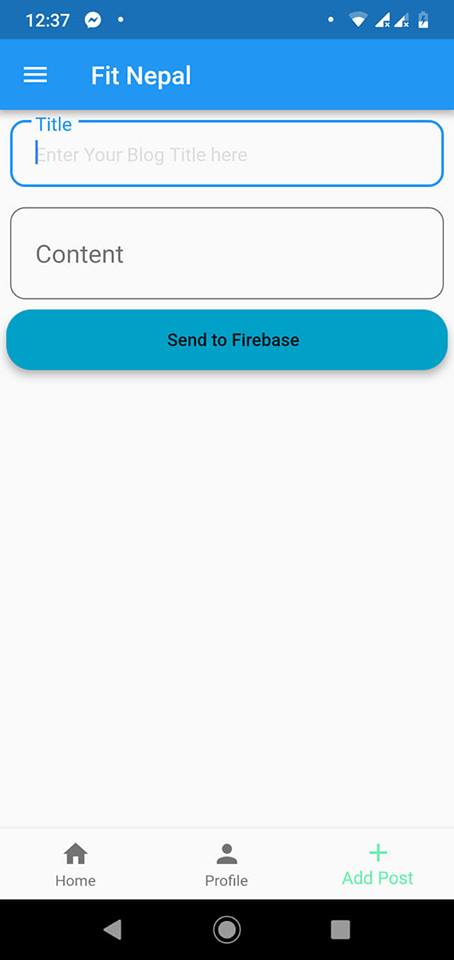 12:37
Fit Nepal
Title
Enter Your Blog Title here
Content
Send to Firebase
Home
Profile
Add Post